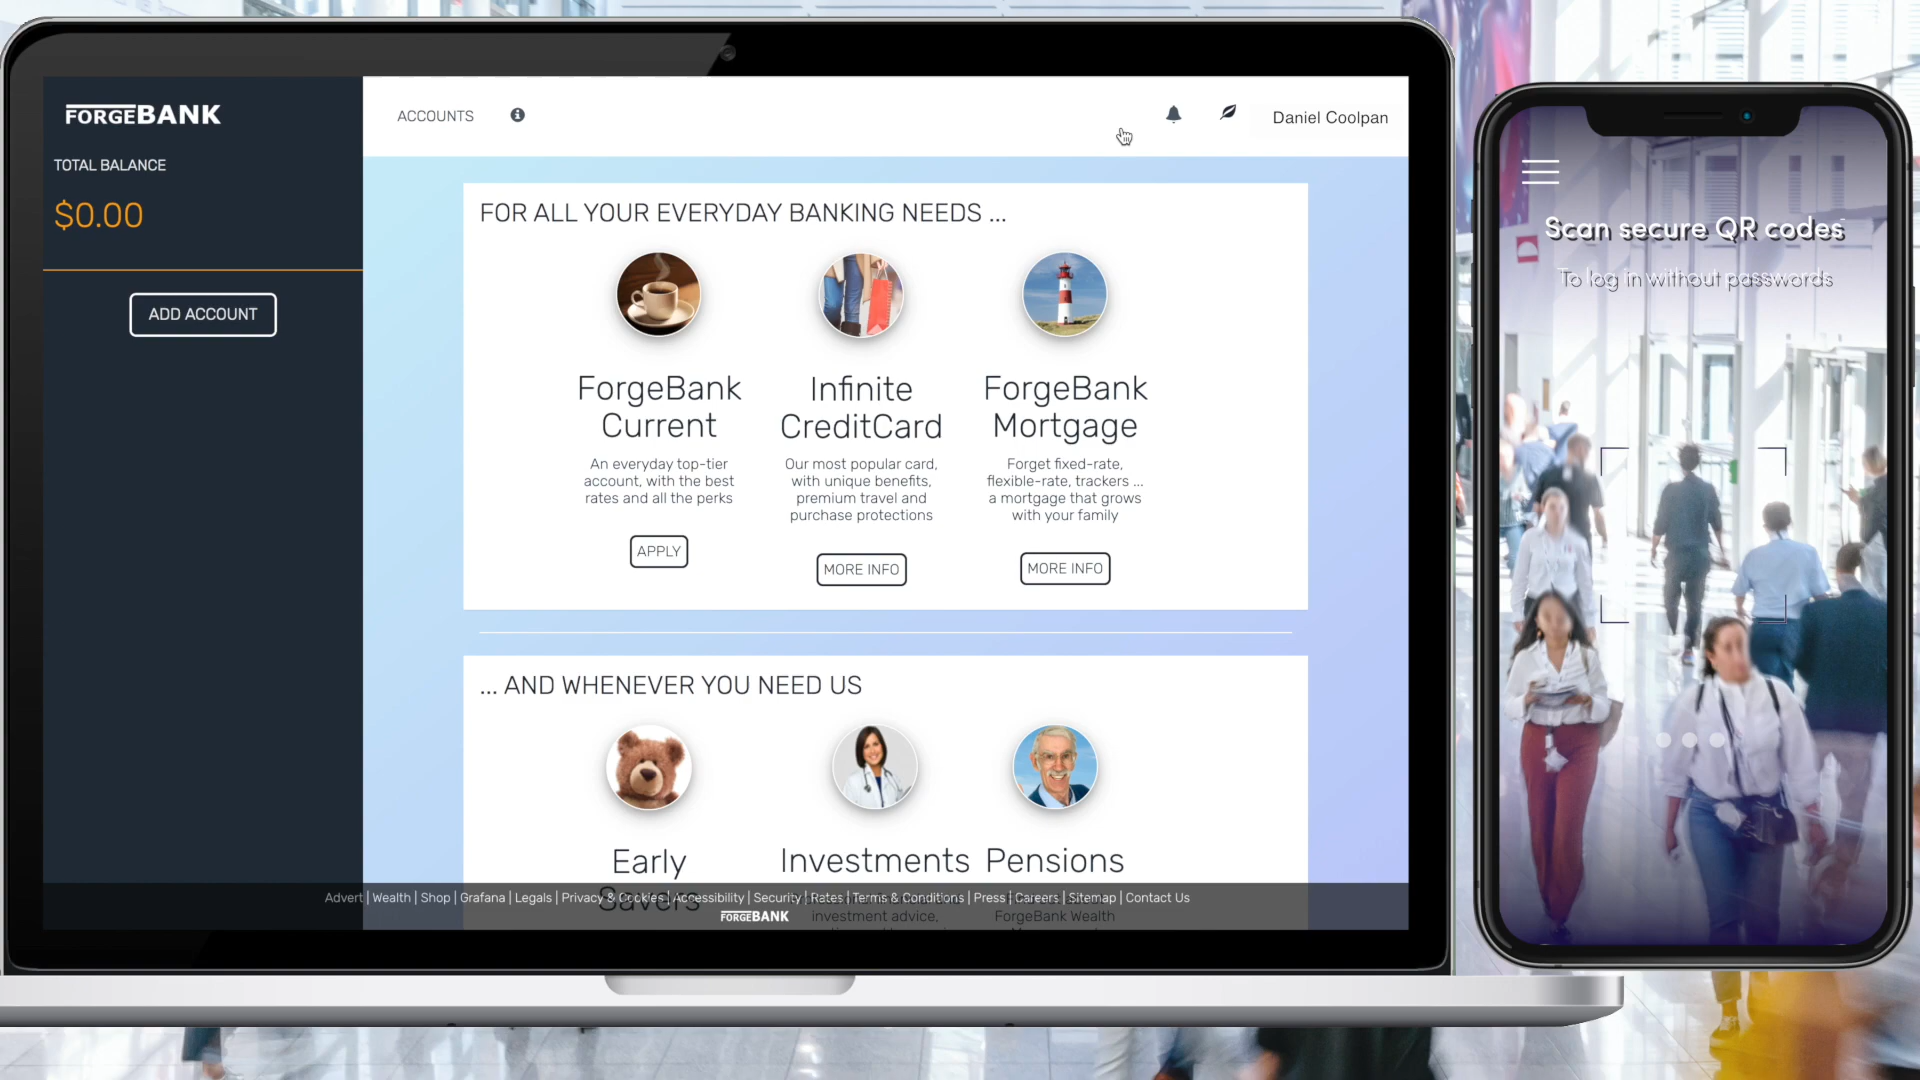 FORGEBANK
TOTAL BALANCE
$0.00
ADD ACCOUNT
ACCOUNTS
Daniel Coolpan
FOR ALL YOUR EVERYDAY BANKING NEEDS ...
ForgeBank
Current
An everyday top-tier
account, with the best
rates and all the perks
APPLY
Infinite
CreditCard
Our most popular card,
with unique benefits,
premium travel and
purchase protections
MORE INFO
ForgeBank
Mortgage
Forget fixed-rate,
flexible-rate, trackers ...
a mortgage that grows
with your family
MORE INFO
... AND WHENEVER YOU NEED US
Early
Savers
Investments
investment advice,
Pensions
ForgeBank Wealth
Advert | Wealth | Shop | Grafana | Legals | Privacy & Cookies | Accessibility | Security | Rates | Terms & Conditions | Press | Careers | Sitemap | Contact Us
FORGEBANK
Scan secure QR codes
To log in without passwords